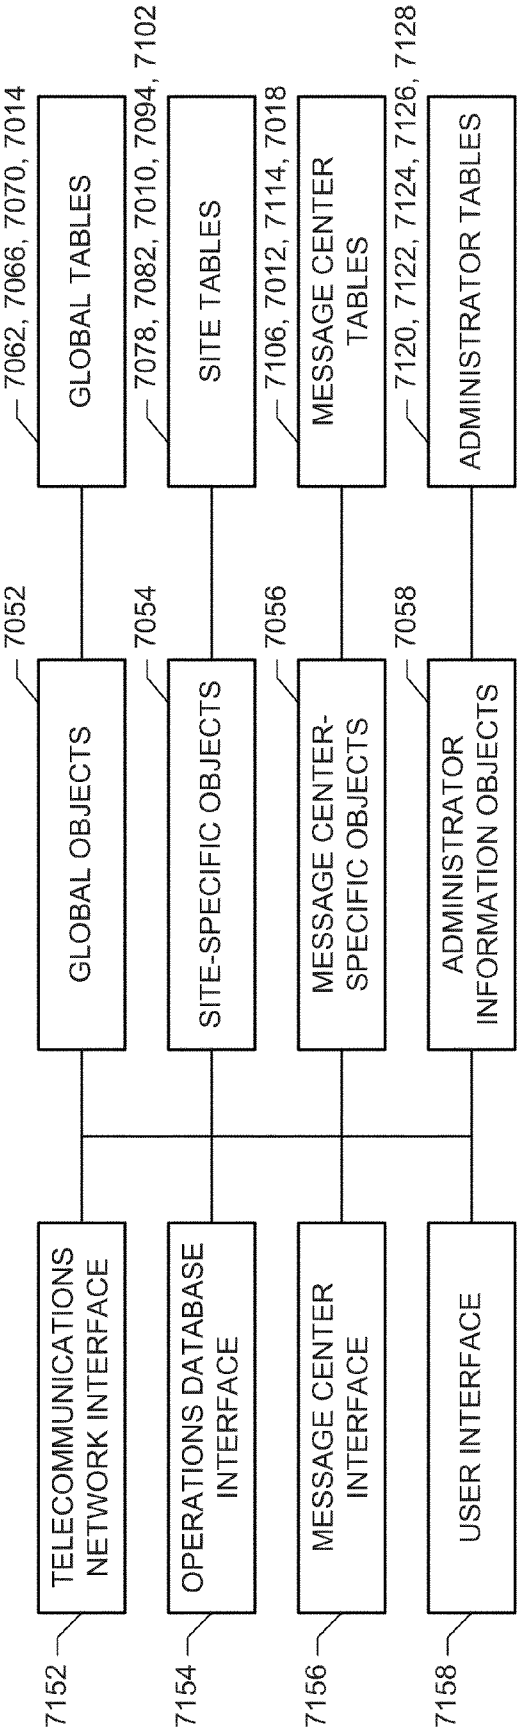 7152
TELECOMMUNICATIONS
NETWORK INTERFACE
7052
GLOBAL OBJECTS
7062, 7066, 7070, 7014
GLOBAL TABLES
7154
OPERATIONS DATABASE
INTERFACE
7054
SITE-SPECIFIC OBJECTS
7078, 7082, 7010, 7094, 7102
SITE TABLES
7156
MESSAGE CENTER
INTERFACE
7056
MESSAGE CENTER-
SPECIFIC OBJECTS
7106, 7012, 7114, 7018
MESSAGE CENTER
TABLES
7158
USER INTERFACE
7058
ADMINISTRATOR
INFORMATION OBJECTS
7120, 7122, 7124, 7126, 7128
ADMINISTRATOR TABLES